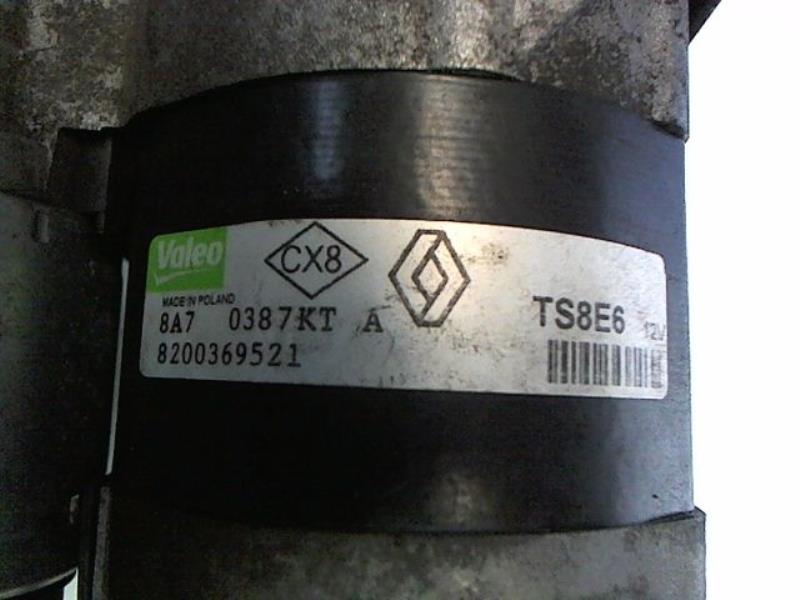 Valeo
CX8
MADE IN POLAND
8A7 0387KT A
TS8E6 12V
8200369521